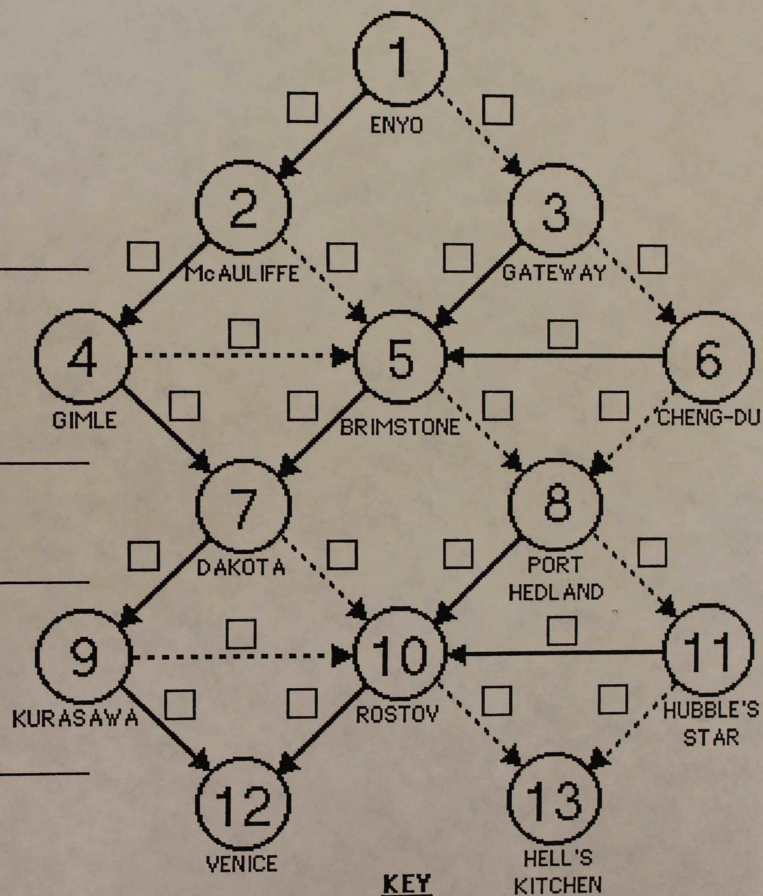 1
ENYO
2
3
McAULIFFE
GATEWAY
4
5
6
GIMLE
BRIMSTONE
CHENG-DU
7
8
DAKOTA
PORT
HEDLAND
9
10
11
KURASAWA
ROSTOV
HUBBLE'S
STAR
12
13
VENICE
HELL'S
KITCHEN
KEY